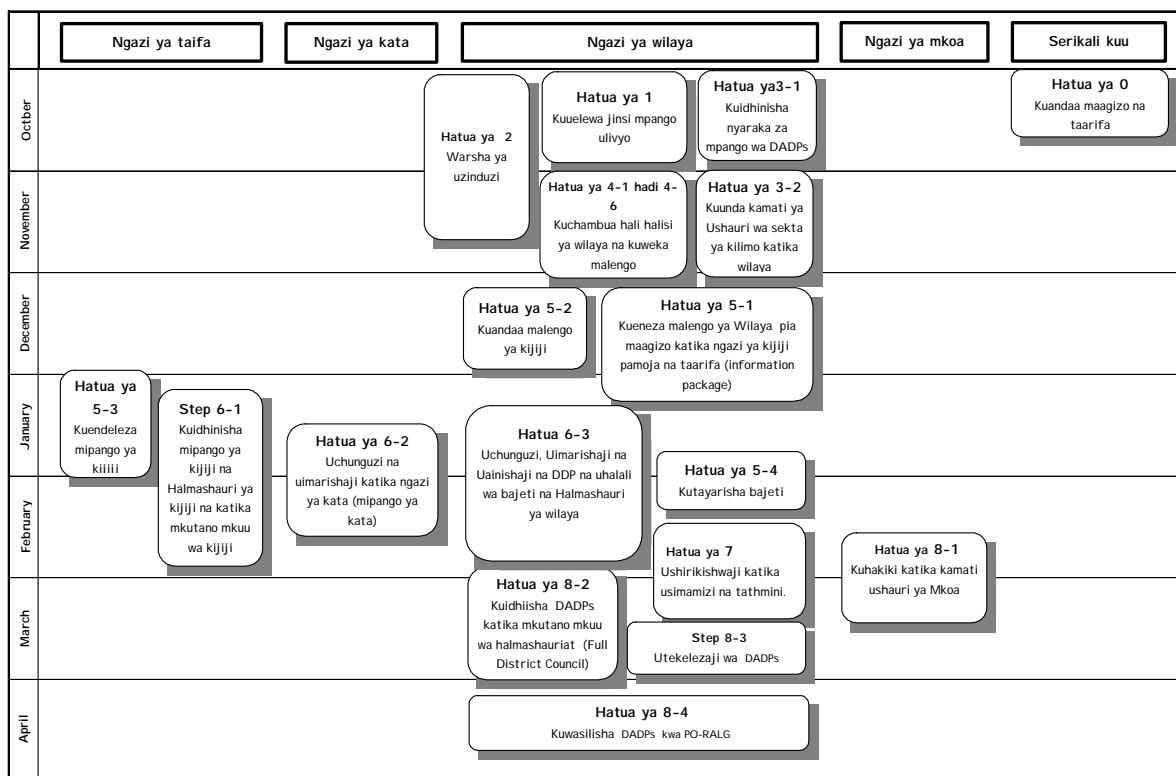 Ngazi ya taifa
Ngazi ya kata
Ngazi ya wilaya
Ngazi ya mkoa
Serikali kuu
Octber
Hatua ya 2
Warsha ya
uzinduzi
Hatua ya 1
Kuuelewa jinsi mpango
ulivyo
Hatua ya3-1
Kuidhinisha
nyaraka za
mpango wa DADPs
Hatua ya 0
Kuandaa maagizo na
taarifa
November
Hatua ya 4-1 hadi 4-
6
Kuchambua hali halisi
ya wilaya na kuweka
malengo
Hatua ya 3-2
Kuunda kamati ya
Ushauri wa sekta
ya kilimo katika
wilaya
December
Hatua ya 5-2
Kuandaa malengo
ya kijiji
Hatua ya 5-1
Kueneza malengo ya Wilaya pia
maagizo katika ngazi ya kijiji
pamoja na taarifa (information
package)
January
Hatua ya
5-3
Kuendeleza
mipango ya
kijiji
Step 6-1
Kuidhinisha
mipango ya
kijiji na
Halmashauri ya
kijiji na katika
mkutano mkuu
wa kijiji
Hatua ya 6-2
Uchunguzi na
uimarishaji katika ngazi
ya kata (mipango ya
kata)
Hatua 6-3
Uchunguzi, Uimarishaji na
Uainishaji na DDP na uhalali
wa bajeti na Halmashauri
ya wilaya
Hatua ya 5-4
Kutayarisha bajeti
February
Hatua ya 7
Ushirikishwaji katika
usimamizi na tathmini.
Hatua ya 8-1
Kuhakiki katika kamati
ushauri ya Mkoa
March
Hatua ya 8-2
Kuidhiisha DADPs
katika mkutano mkuu
wa halmashauriat (Full
District Council)
Step 8-3
Utekelezaji wa DADPs
April
Hatua ya 8-4
Kuwasilisha DADPs kwa PO-RALG